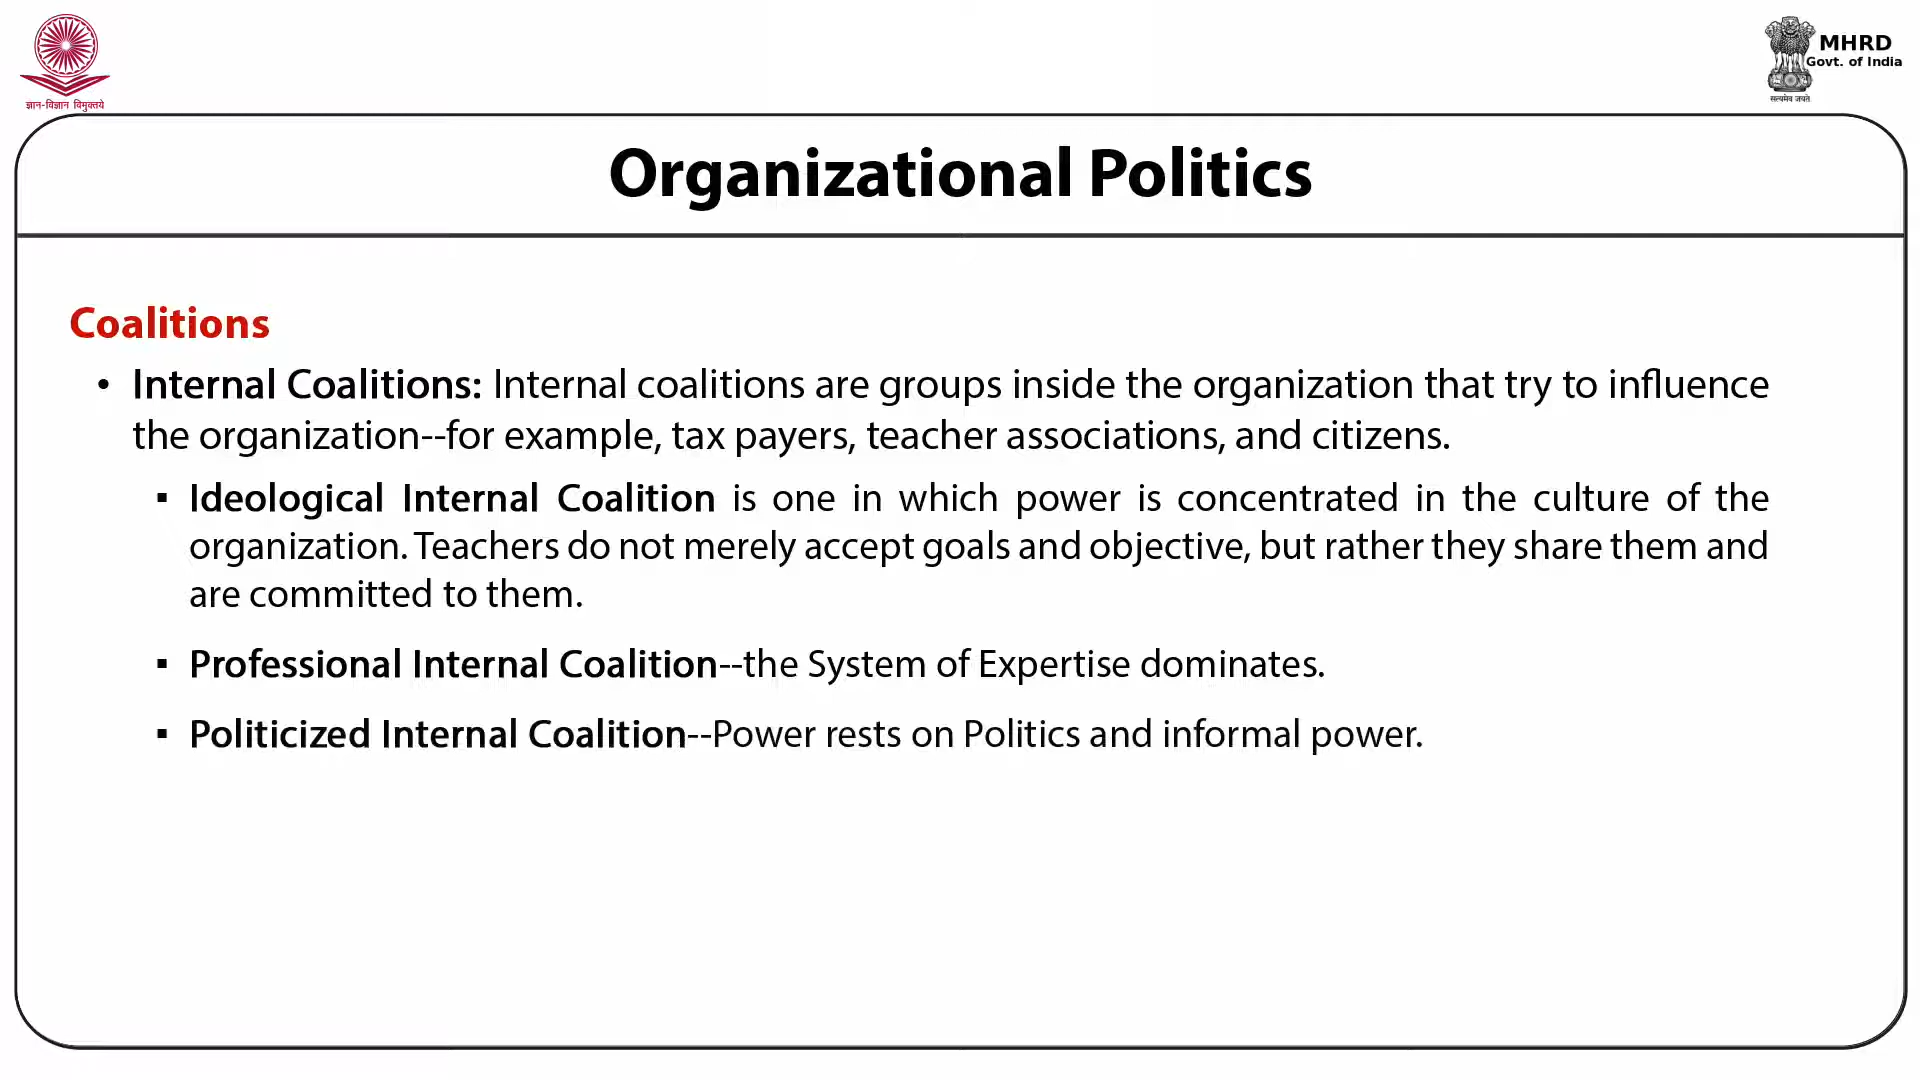 ज्ञान-विज्ञान विमुक्तये
MHRD
Govt. of India
सत्यमेव जयते
Organizational Politics
Coalitions
• Internal Coalitions: Internal coalitions are groups inside the organization that try to influence
the organization--for example, tax payers, teacher associations, and citizens.
▪ Ideological Internal Coalition is one in which power is concentrated in the culture of the
organization. Teachers do not merely accept goals and objective, but rather they share them and
are committed to them.
▪ Professional Internal Coalition--the System of Expertise dominates.
▪ Politicized Internal Coalition--Power rests on Politics and informal power.